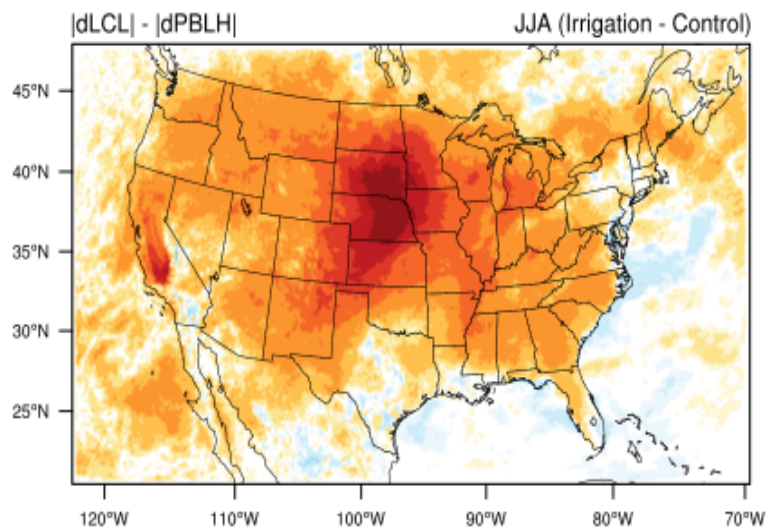 |dLCL| - |dPBLH| JJA (Irrigation - Control)
45°N
40°N
35°N
30°N
25°N
120°W 110°W 100°W 90°W 80°W 70°W